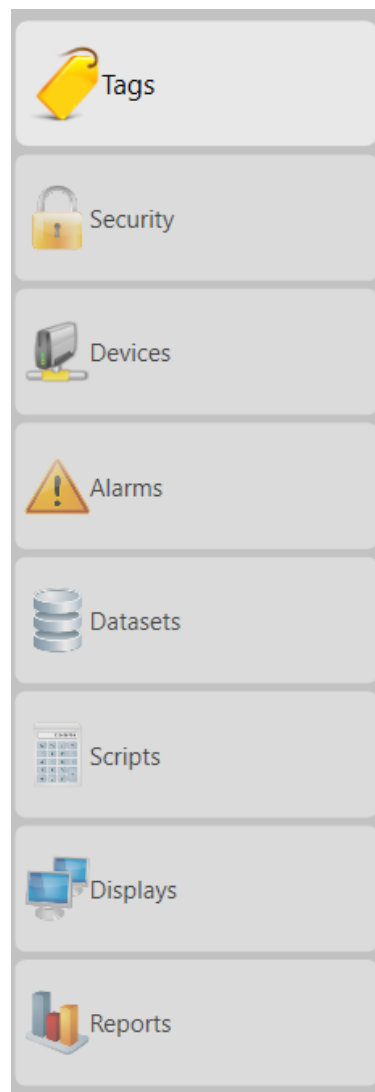 Tags
Security
Devices
Alarms
Datasets
Scripts
Displays
Reports